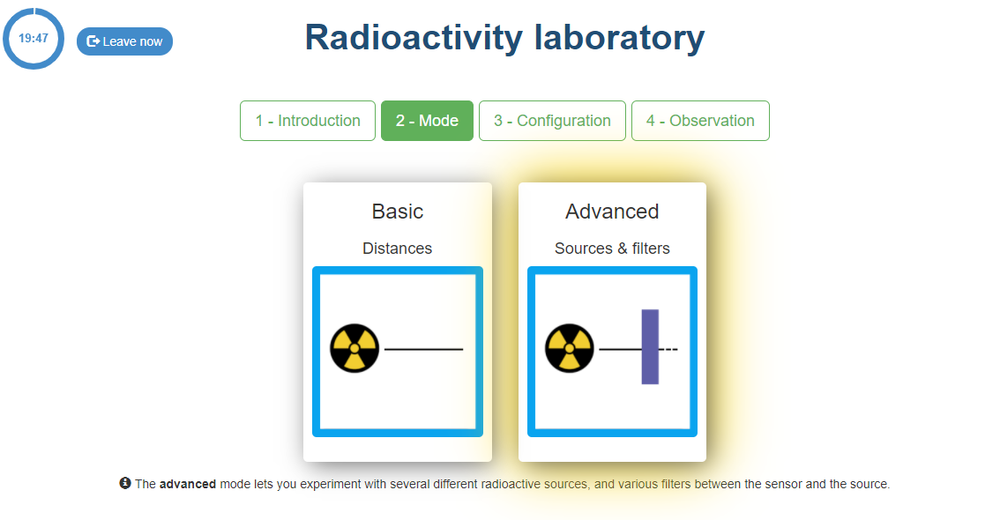 19:47
Leave now
Radioactivity laboratory
1 - Introduction
2 - Mode
3 - Configuration
4 - Observation
Basic
Distances
Advanced
Sources & filters
The advanced mode lets you experiment with several different radioactive sources, and various filters between the sensor and the source.